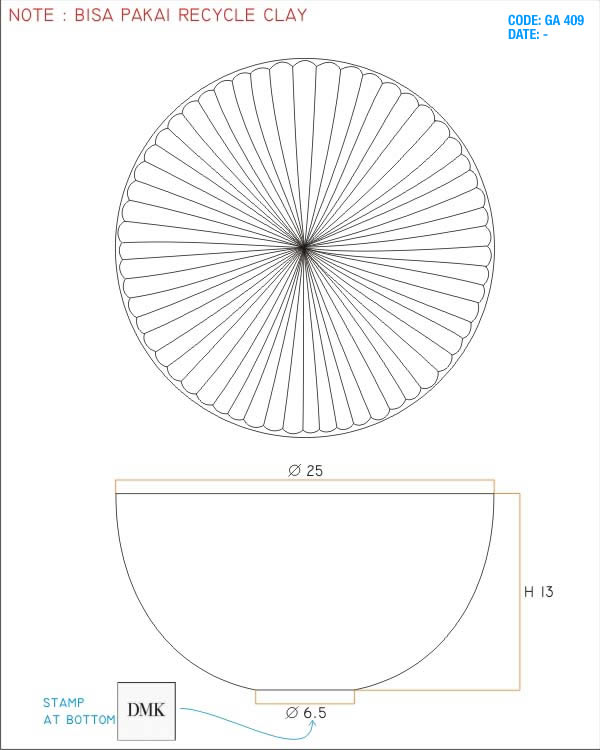 NOTE : BISA PAKAI RECYCLE CLAY
CODE: GA 409
DATE: -
Ø 25
H 13
STAMP
AT BOTTOM
DMK
Ø 6.5